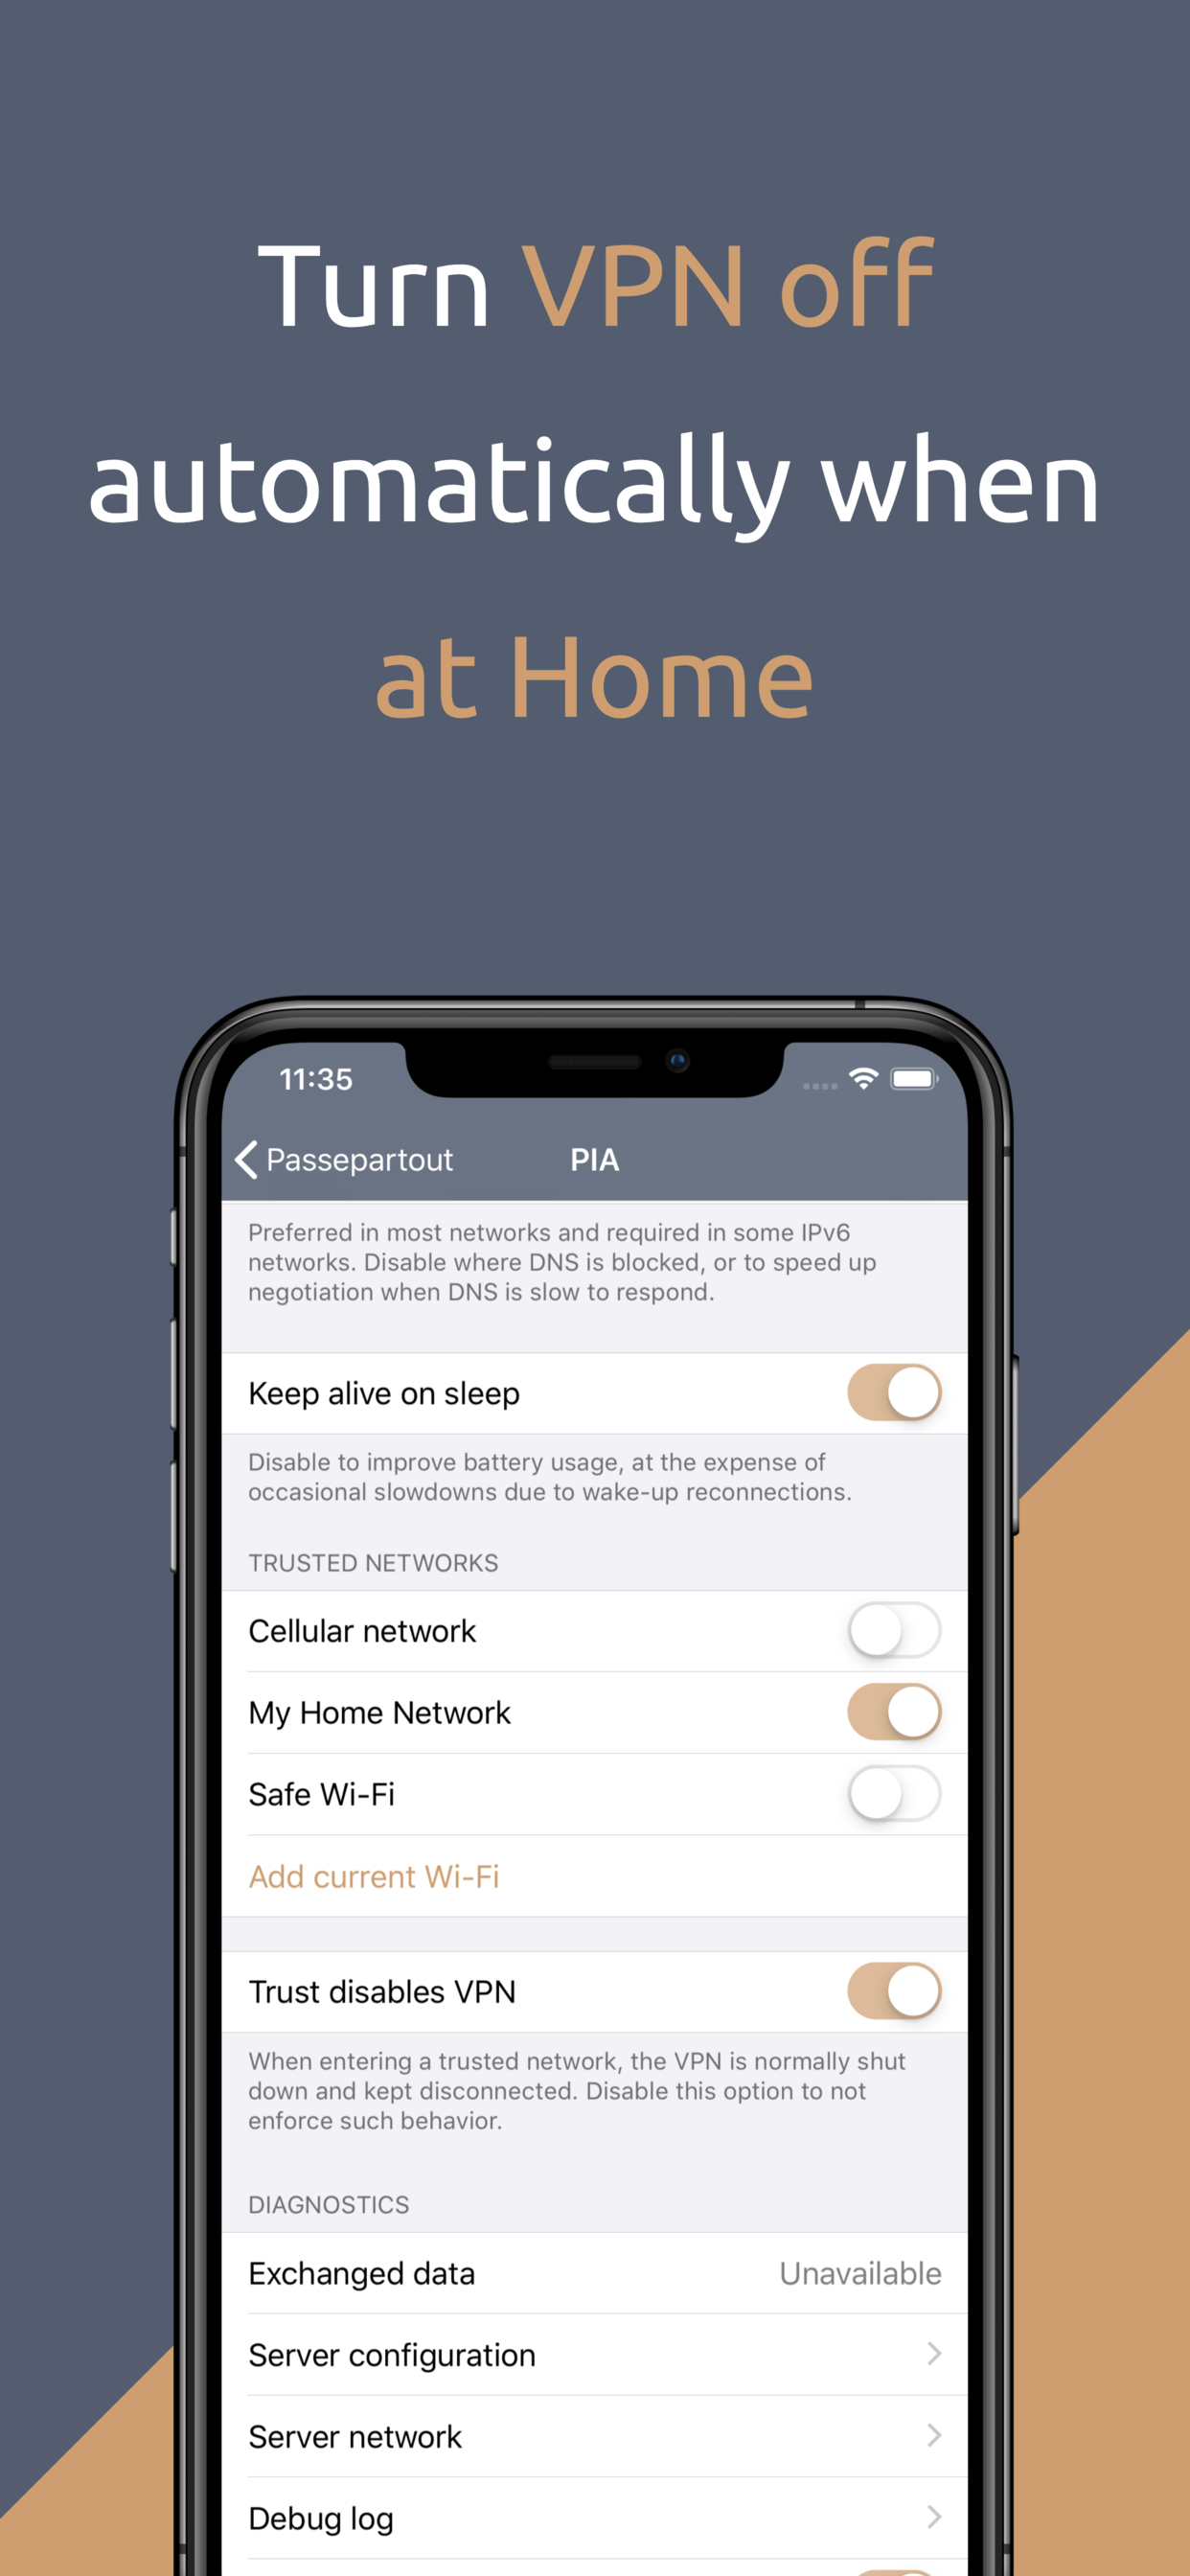 Turn VPN off
automatically when
at Home
11:35
Passepartout PIA
Preferred in most networks and required in some IPv6
networks. Disable where DNS is blocked, or to speed up
negotiation when DNS is slow to respond.
Keep alive on sleep
Disable to improve battery usage, at the expense of
occasional slowdowns due to wake-up reconnections.
TRUSTED NETWORKS
Cellular network
My Home Network
Safe Wi-Fi
Add current Wi-Fi
Trust disables VPN
When entering a trusted network, the VPN is normally shut
down and kept disconnected. Disable this option to not
enforce such behavior.
DIAGNOSTICS
Exchanged data Unavailable
Server configuration
Server network
Debug log